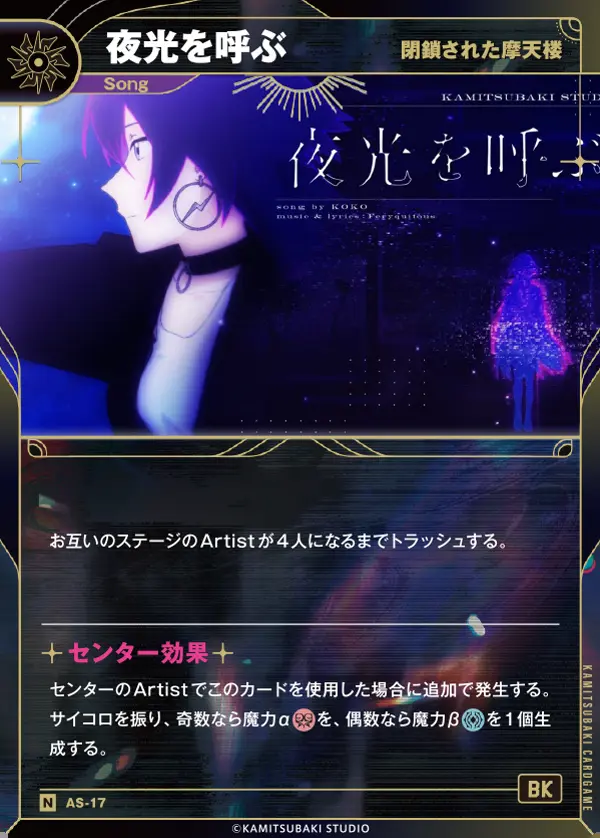 夜光を呼ぶ
閉鎖された摩天楼
Song
KAMITSUBAKI STUD
夜光を呼ぶ
song by KOKO
music & lyrics:Feryquitous
お互いのステージのArtistが4人になるまでトラッシュする。
センター効果
センターのArtistでこのカードを使用した場合に追加で発生する。
サイコロを振り、奇数なら魔力αを、偶数なら魔力βを1個生
成する。
KAMITSUBAKI CARDGAME
BK
N AS-17
©KAMITSUBAKI STUDIO